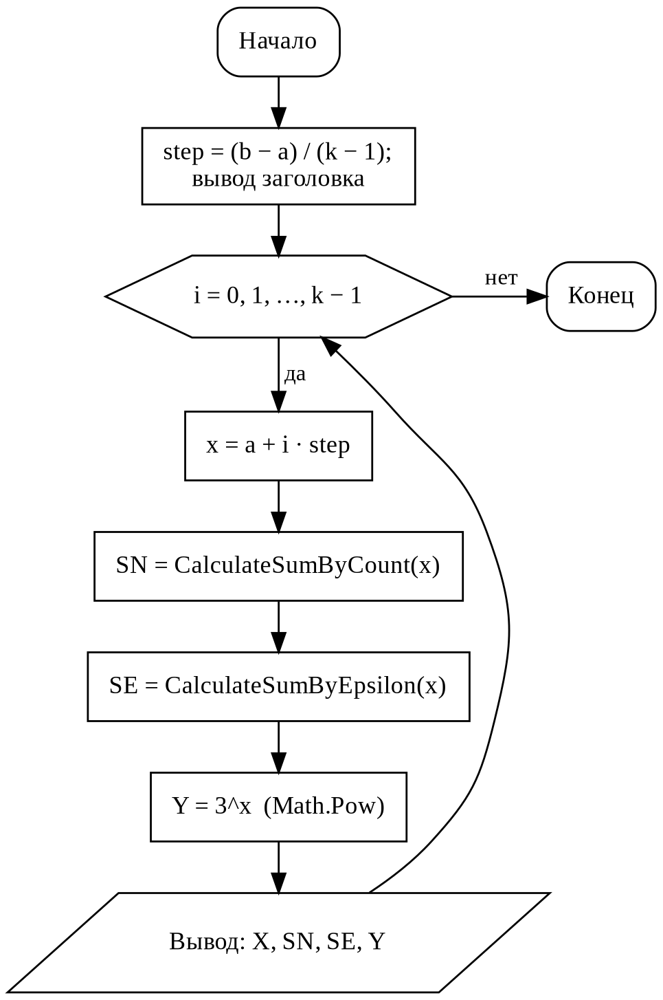 Начало
step = (b − a) / (k − 1);
вывод заголовка
i = 0, 1, …, k − 1
нет
Конец
да
x = a + i · step
SN = CalculateSumByCount(x)
SE = CalculateSumByEpsilon(x)
Y = 3^x  (Math.Pow)
Вывод: X, SN, SE, Y